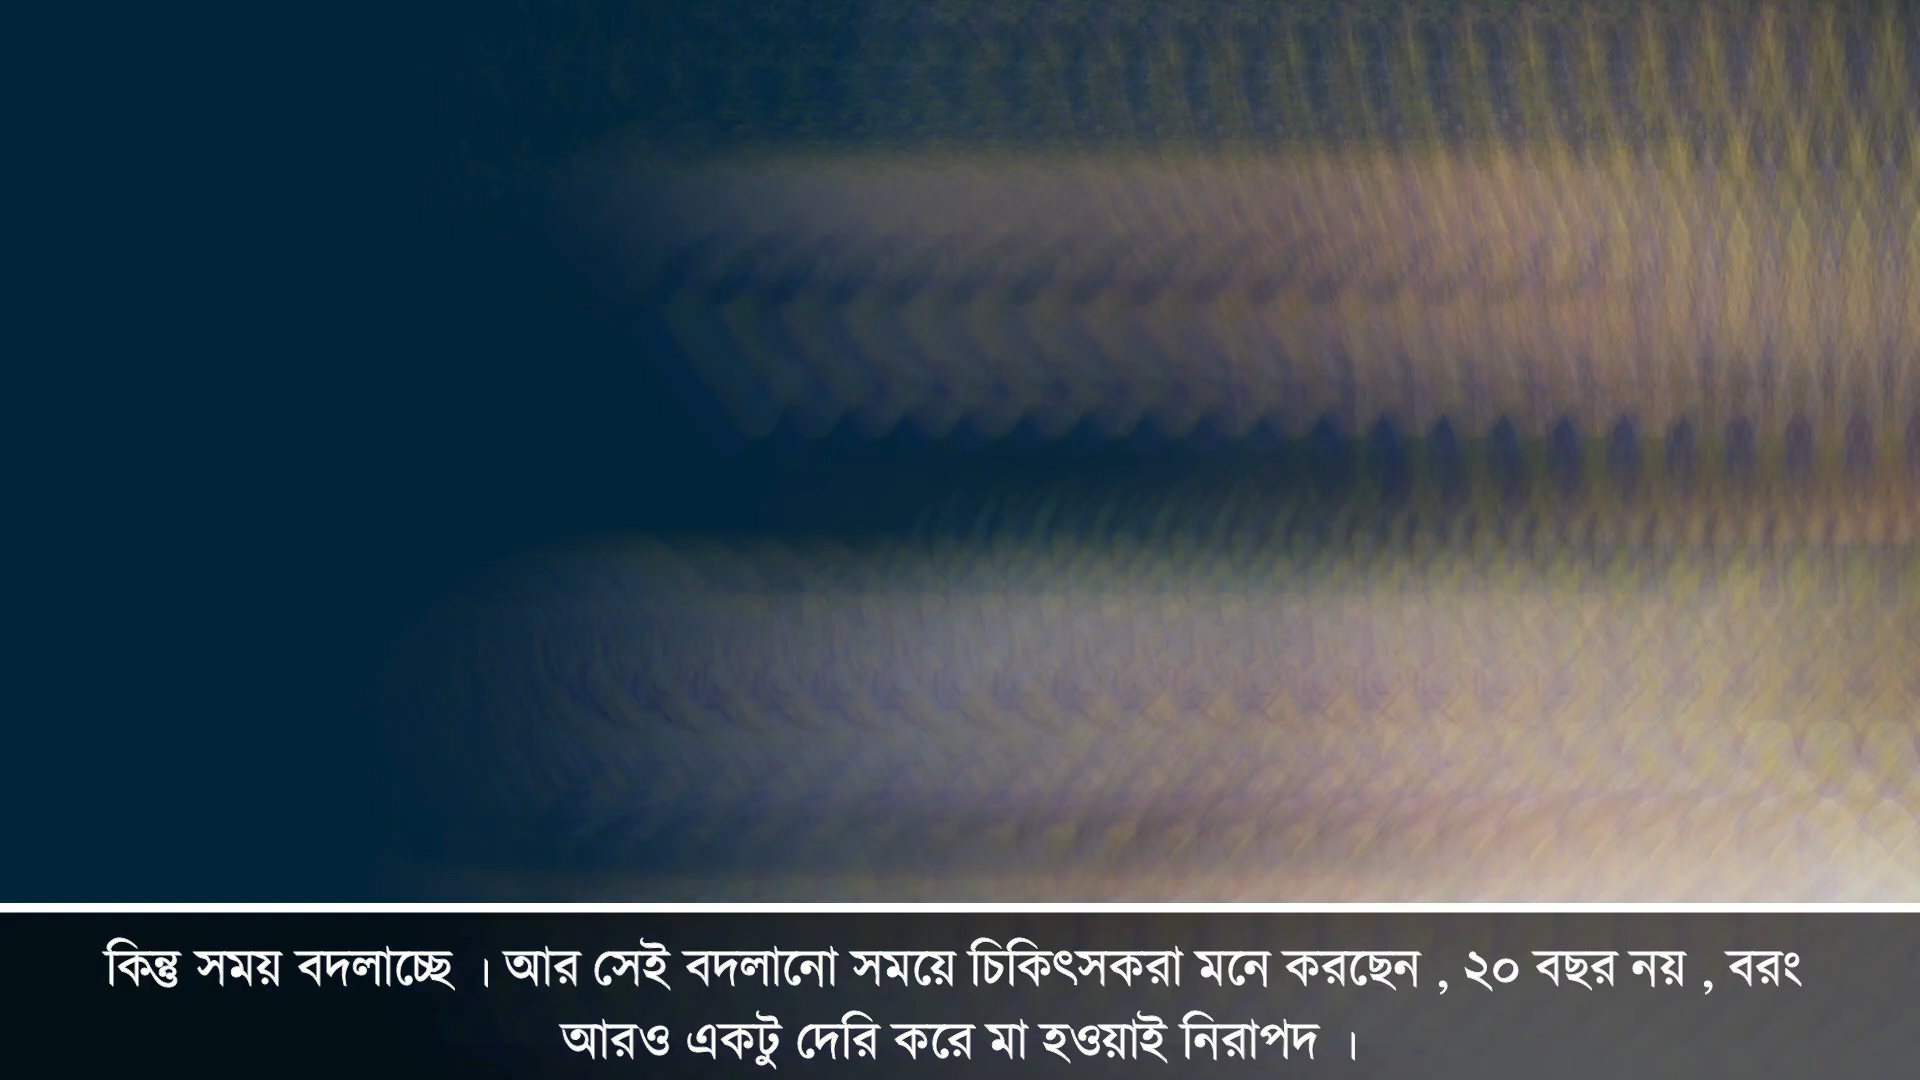 কিন্তু সময় বদলাচ্ছে । আর সেই বদলানো সময়ে চিকিৎসকরা মনে করছেন , ২০ বছর নয় , বরং
আরও একটু দেরি করে মা হওয়াই নিরাপদ ।